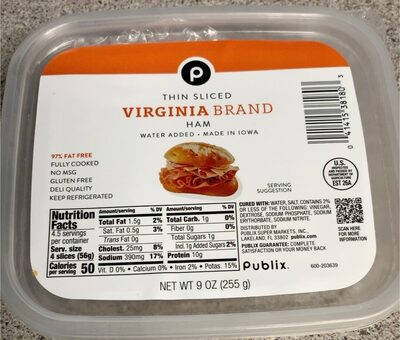 P
THIN SLICED
VIRGINIA BRAND
HAM
WATER ADDED • MADE IN IOWA
97% FAT FREE
FULLY COOKED
NO MSG
GLUTEN FREE
DELI QUALITY
KEEP REFRIGERATED
SERVING
SUGGESTION
0 41415 38180 3
U.S.
INSPECTED
AND PASSED BY
DEPARTMENT OF
AGRICULTURE
EST 26A
Nutrition
Facts
4.5 servings
per container
Serv. size
4 slices (56g)
Calories
per serving 50
Amount/serving % DV
Total Fat 1.5g 2%
Sat. Fat 0.5g 3%
Trans Fat 0g
Cholest. 25mg 8%
Sodium 390mg 17%
Amount/serving % DV
Total Carb. 1g 0%
Fiber 0g 0%
Total Sugars 1g
Incl. 1g Added Sugars 2%
Protein 10g
Vit. D 0% • Calcium 0% • Iron 2% • Potas. 15%
CURED WITH: WATER, SALT, CONTAINS 2%
OR LESS OF THE FOLLOWING: VINEGAR,
DEXTROSE, SODIUM PHOSPHATE, SODIUM
ERYTHORBATE, SODIUM NITRITE.
DISTRIBUTED BY
PUBLIX SUPER MARKETS, INC.,
LAKELAND, FL 33802 publix.com
PUBLIX GUARANTEE: COMPLETE
SATISFACTION OR YOUR MONEY BACK
SCAN HERE
FOR MORE
INFORMATION
Publix.
600-203639
NET WT 9 OZ (255 g)